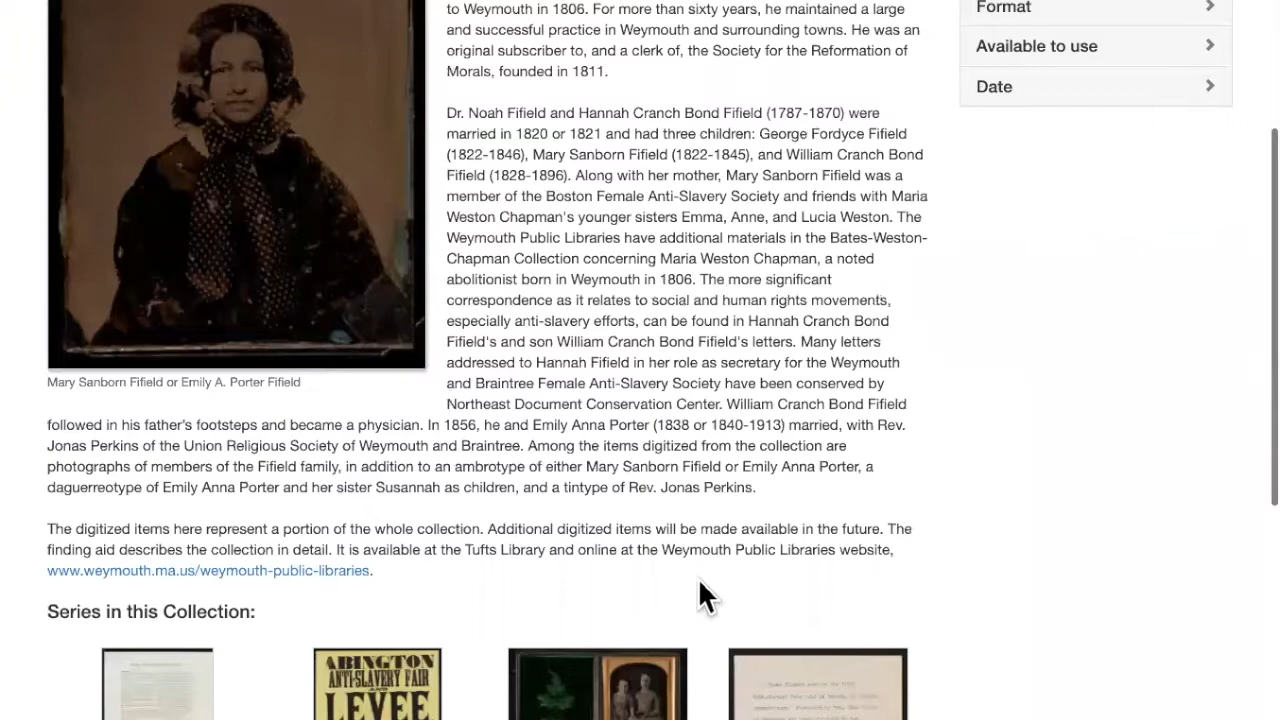 to Weymouth in 1806. For more than sixty years, he maintained a large
and successful practice in Weymouth and surrounding towns. He was an
original subscriber to, and a clerk of, the Society for the Reformation of
Morals, founded in 1811.
Dr. Noah Fifield and Hannah Cranch Bond Fifield (1787-1870) were
married in 1820 or 1821 and had three children: George Fordyce Fifield
(1822-1846), Mary Sanborn Fifield (1822-1845), and William Cranch Bond
Fifield (1828-1896). Along with her mother, Mary Sanborn Fifield was a
member of the Boston Female Anti-Slavery Society and friends with Maria
Weston Chapman's younger sisters Emma, Anne, and Lucia Weston. The
Weymouth Public Libraries have additional materials in the Bates-Weston-
Chapman Collection concerning Maria Weston Chapman, a noted
abolitionist born in Weymouth in 1806. The more significant
correspondence as it relates to social and human rights movements,
especially anti-slavery efforts, can be found in Hannah Cranch Bond
Fifield's and son William Cranch Bond Fifield's letters. Many letters
addressed to Hannah Fifield in her role as secretary for the Weymouth
and Braintree Female Anti-Slavery Society have been conserved by
Northeast Document Conservation Center. William Cranch Bond Fifield
followed in his father's footsteps and became a physician. In 1856, he and Emily Anna Porter (1838 or 1840-1913) married, with Rev.
Jonas Perkins of the Union Religious Society of Weymouth and Braintree. Among the items digitized from the collection are
photographs of members of the Fifield family, in addition to an ambrotype of either Mary Sanborn Fifield or Emily Anna Porter, a
daguerreotype of Emily Anna Porter and her sister Susannah as children, and a tintype of Rev. Jonas Perkins.
Mary Sanborn Fifield or Emily A. Porter Fifield
The digitized items here represent a portion of the whole collection. Additional digitized items will be made available in the future. The
finding aid describes the collection in detail. It is available at the Tufts Library and online at the Weymouth Public Libraries website,
www.weymouth.ma.us/weymouth-public-libraries.
Series in this Collection:
ABINGTON
ANTI-SLAVERY FAIR
AND
LEVEE
Format
Available to use
Date